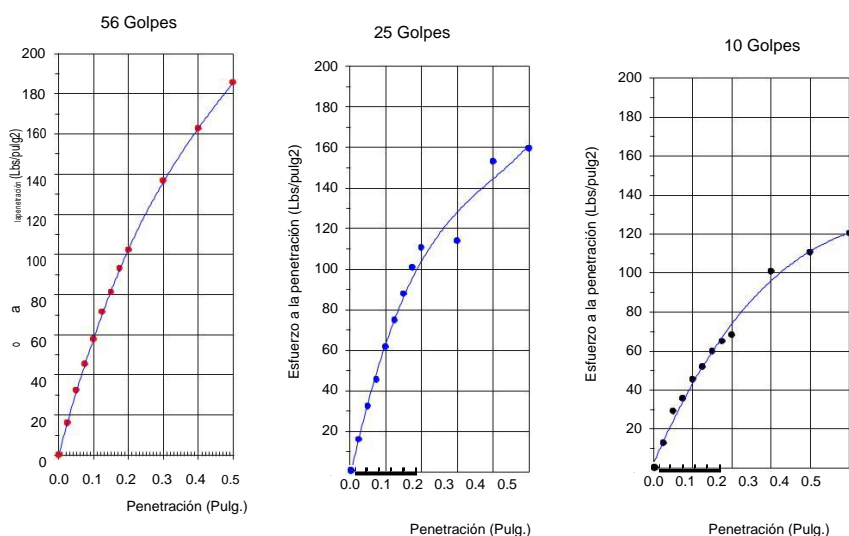 56 Golpes
200
180
160
140
120
100
80
60
40
20
0
lapenetración (Lbs/pulg2)
a
0
0.0 0.1 0.2 0.3 0.4 0.5
Penetración (Pulg.)
25 Golpes
200
180
160
140
120
100
80
60
40
20
Esfuerzo a la penetración (Lbs/pulg2)
0.0 0.1 0.2 0.3 0.4 0.5
Penetración (Pulg.)
10 Golpes
200
180
160
140
120
100
80
60
40
20
Esfuerzo a la penetración (Lbs/pulg2)
0.0 0.1 0.2 0.3 0.4 0.5
Penetración (Pulg.)